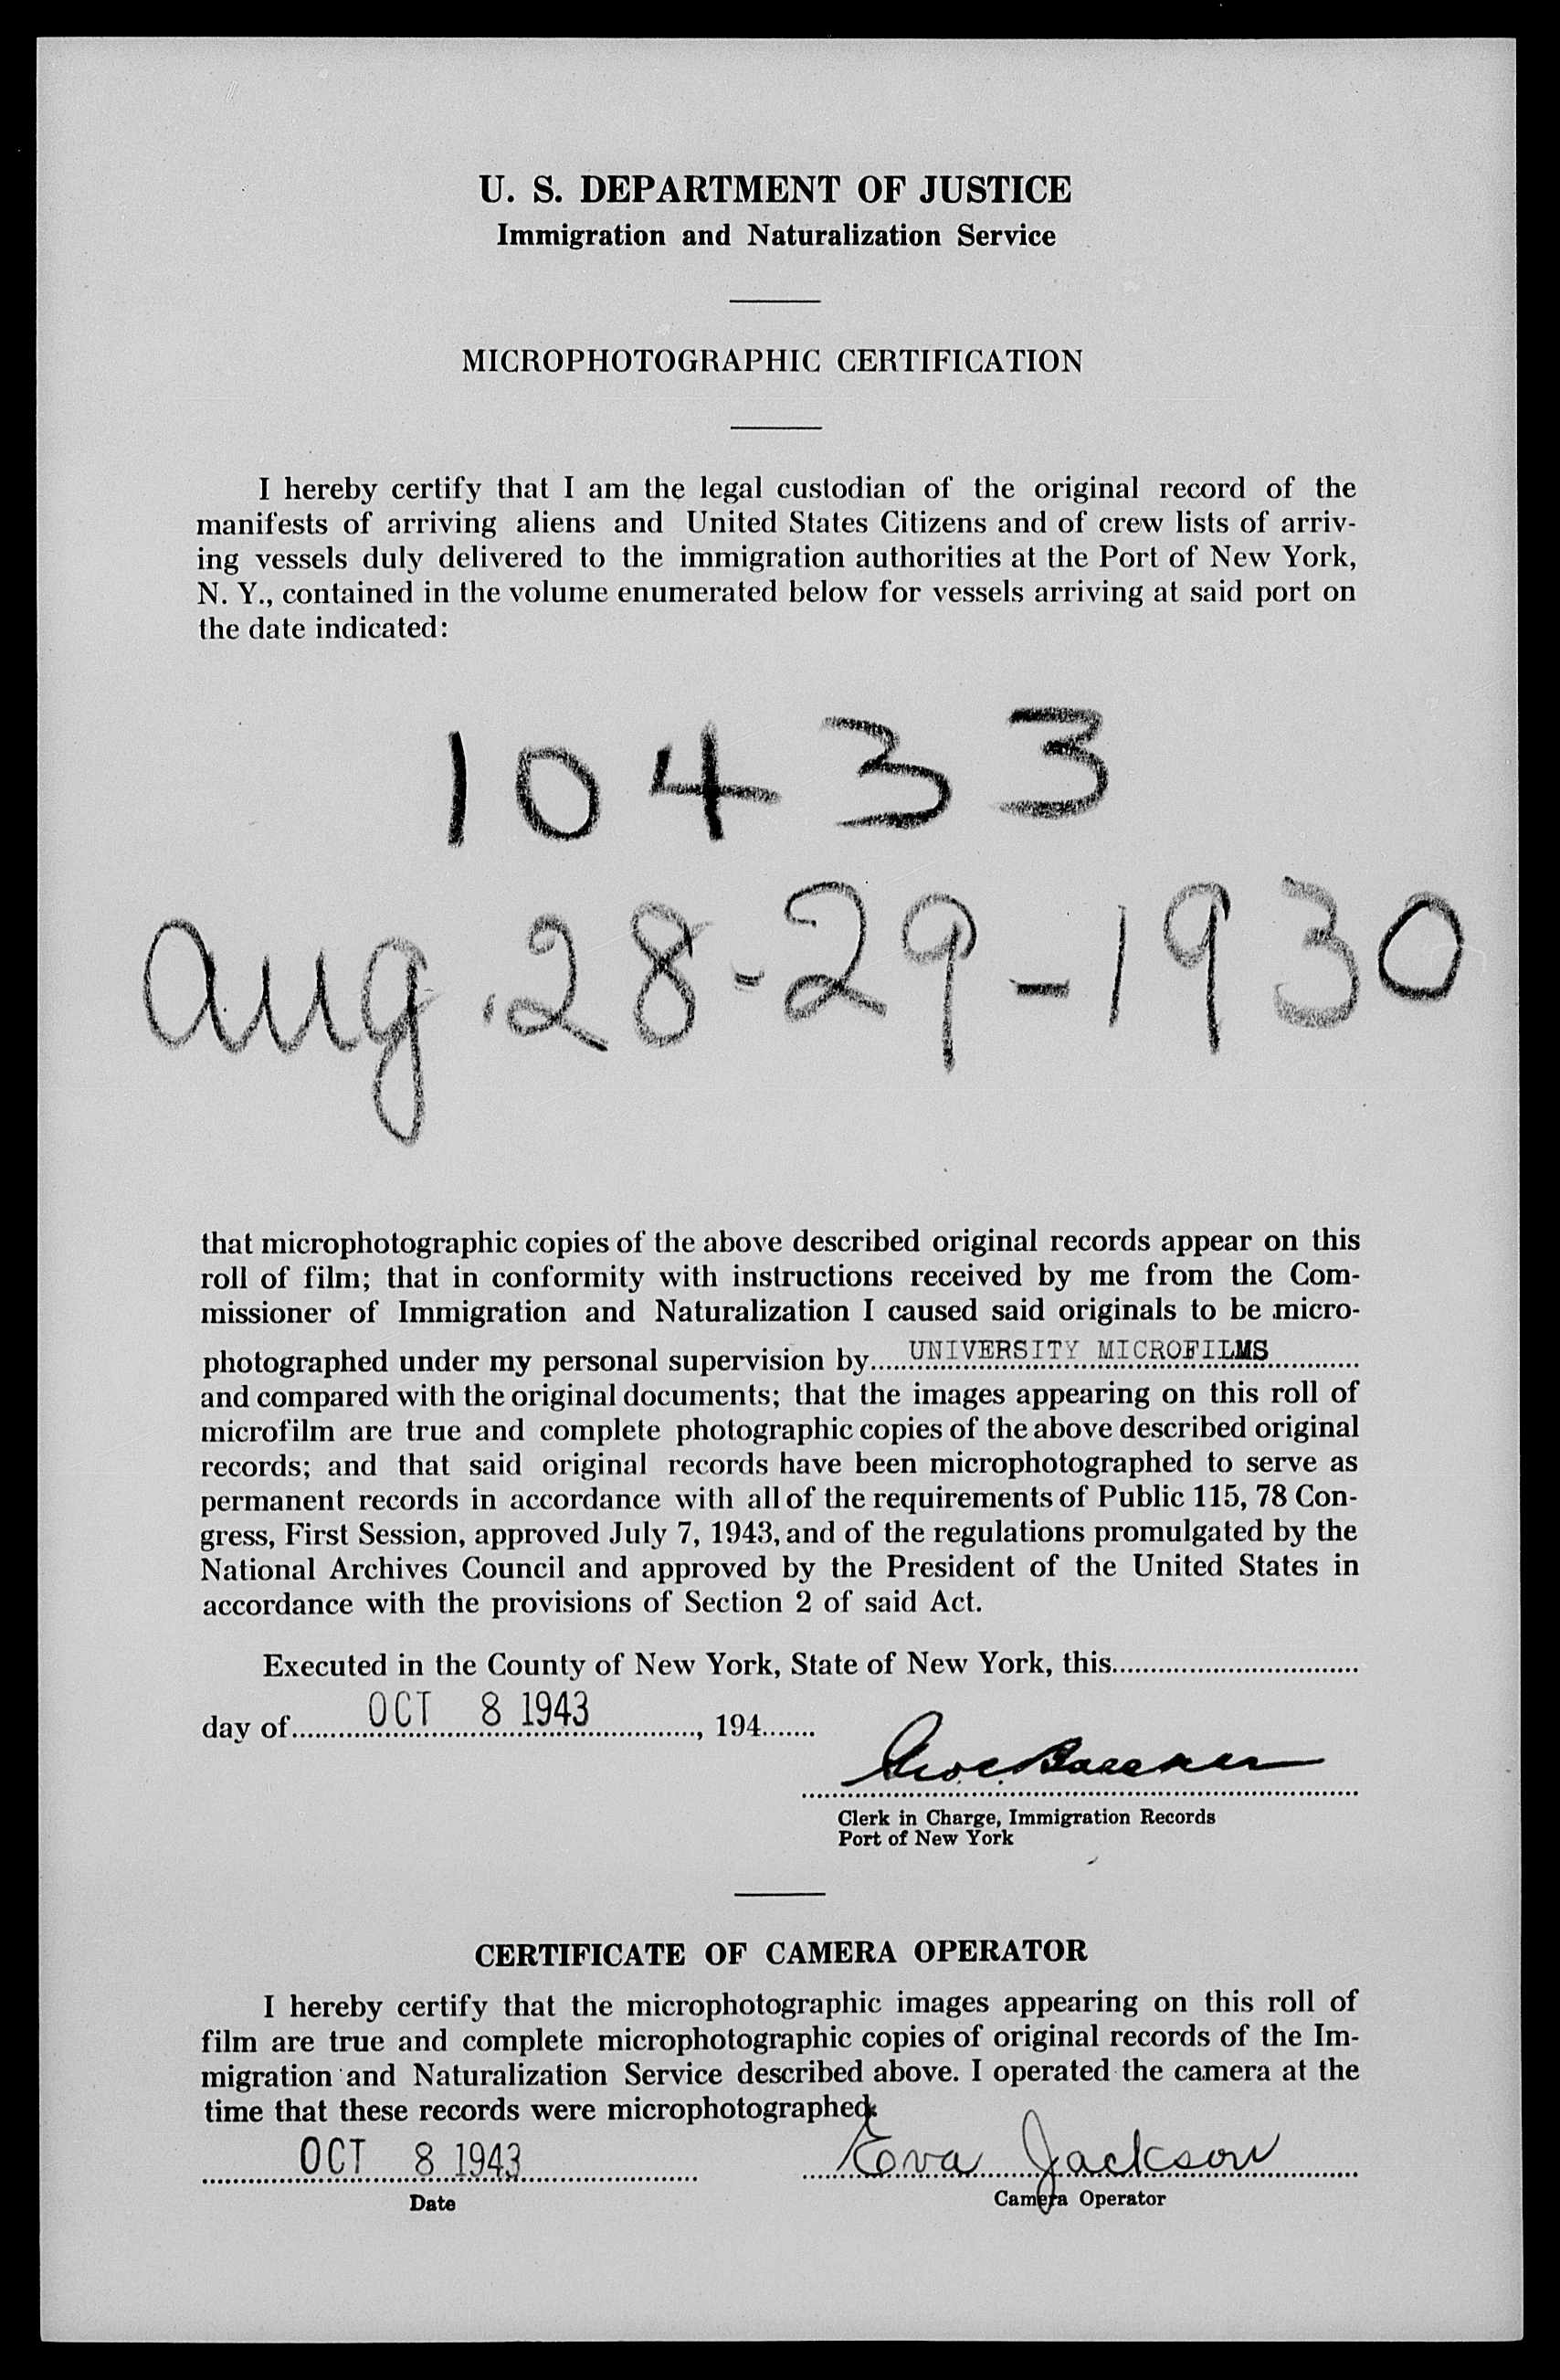 U. S. DEPARTMENT OF JUSTICE
Immigration and Naturalization Service
MICROPHOTOGRAPHIC CERTIFICATION
I hereby certify that I am the legal custodian of the original record of the
manifests of arriving aliens and United States Citizens and of crew lists of arriv-
ing vessels duly delivered to the immigration authorities at the Port of New York,
N. Y., contained in the volume enumerated below for vessels arriving at said port on
the date indicated:
10433
Aug. 28-29-1930
that microphotographic copies of the above described original records appear on this
roll of film; that in conformity with instructions received by me from the Com-
missioner of Immigration and Naturalization I caused said originals to be micro-
photographed under my personal supervision by UNIVERSITY MICROFILMS
and compared with the original documents; that the images appearing on this roll of
microfilm are true and complete photographic copies of the above described original
records; and that said original records have been microphotographed to serve as
permanent records in accordance with all of the requirements of Public 115, 78 Con-
gress, First Session, approved July 7, 1943, and of the regulations promulgated by the
National Archives Council and approved by the President of the United States in
accordance with the provisions of Section 2 of said Act.
Executed in the County of New York, State of New York, this
day of OCT 8 1943, 194
Clerk in Charge, Immigration Records
Port of New York
CERTIFICATE OF CAMERA OPERATOR
I hereby certify that the microphotographic images appearing on this roll of
film are true and complete microphotographic copies of original records of the Im-
migration and Naturalization Service described above. I operated the camera at the
time that these records were microphotographed.
OCT 8 1943 Eva Jackson
Date Camera Operator